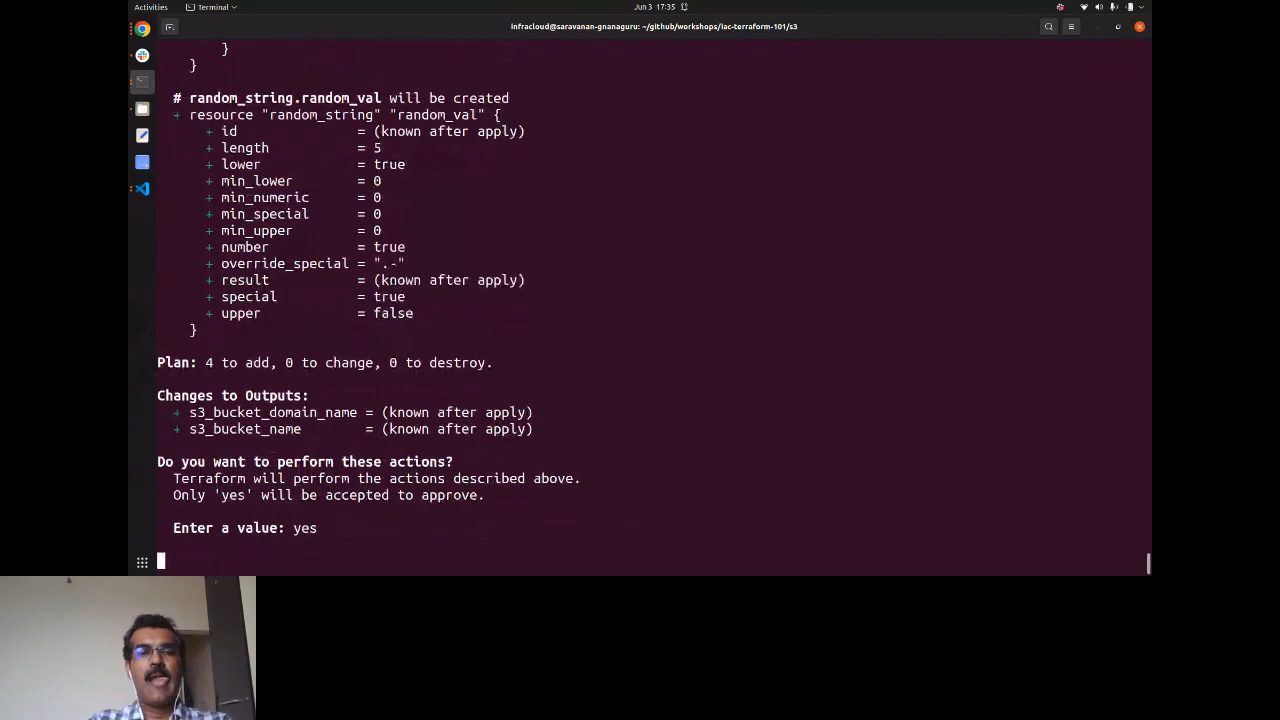 Activities
Terminal
Jun 3 17:35
infracloud@saravanan-gnanaguru: ~/github/workshops/iac-terraform-101/s3
}
}
# random_string.random_val will be created
+ resource "random_string" "random_val" {
+ id = (known after apply)
+ length = 5
+ lower = true
+ min_lower = 0
+ min_numeric = 0
+ min_special = 0
+ min_upper = 0
+ number = true
+ override_special = ".-"
+ result = (known after apply)
+ special = true
+ upper = false
}
Plan: 4 to add, 0 to change, 0 to destroy.
Changes to Outputs:
+ s3_bucket_domain_name = (known after apply)
+ s3_bucket_name = (known after apply)
Do you want to perform these actions?
Terraform will perform the actions described above.
Only 'yes' will be accepted to approve.
Enter a value: yes